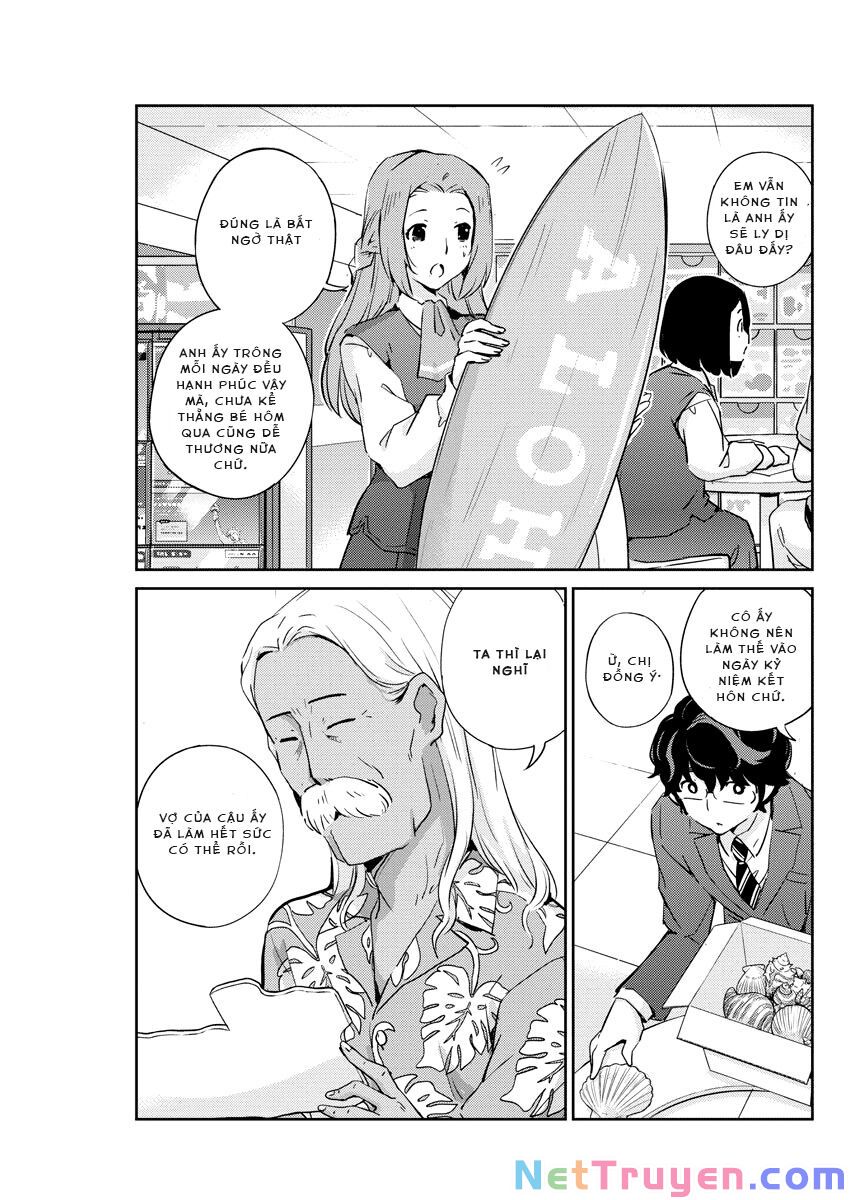 EM VẪN
KHÔNG TIN
LÀ ANH ẤY
SẼ LY DỊ
ĐÂU ĐẤY?
ĐÚNG LÀ BẤT
NGỜ THẬT
ANH ẤY TRÔNG
MỖI NGÀY ĐỀU
HẠNH PHÚC VẬY
MÀ, CHƯA KỂ
THẰNG BÉ HÔM
QUA CŨNG DỄ
THƯƠNG NỮA
CHỨ.
ALOH
CÔ ẤY
KHÔNG NÊN
LÀM THẾ VÀO
NGÀY KỶ
NIỆM KẾT
HÔN CHỨ.
Ừ, CHỊ
ĐỒNG Ý.
TA THÌ LẠI
NGHĨ
VỢ CỦA CẬU ẤY
ĐÃ LÀM HẾT SỨC
CÓ THỂ RỒI.
NetTruyen.com